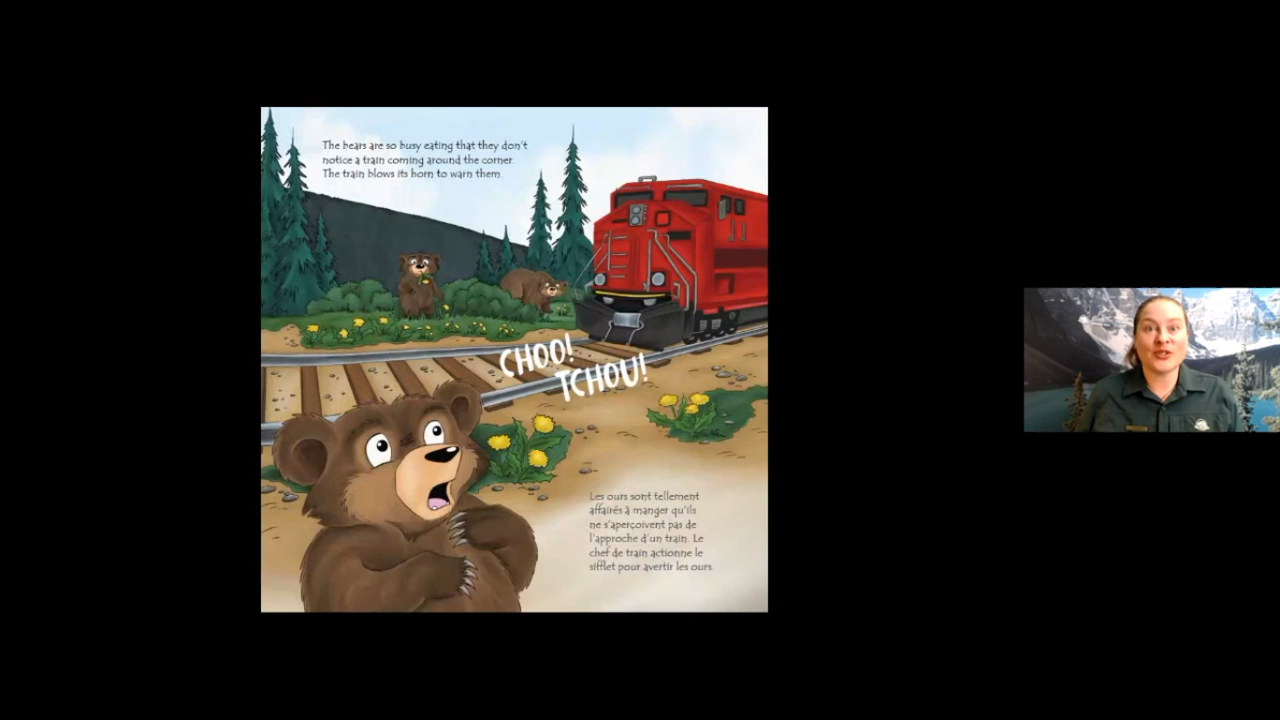 The bears are so busy eating that they don't
notice a train coming around the corner.
The train blows its horn to warn them.
CHOO!
TCHOU!
Les ours sont tellement
affairés à manger qu'ils
ne s'aperçoivent pas de
l'approche d'un train. Le
chef de train actionne le
sifflet pour avertir les ours.